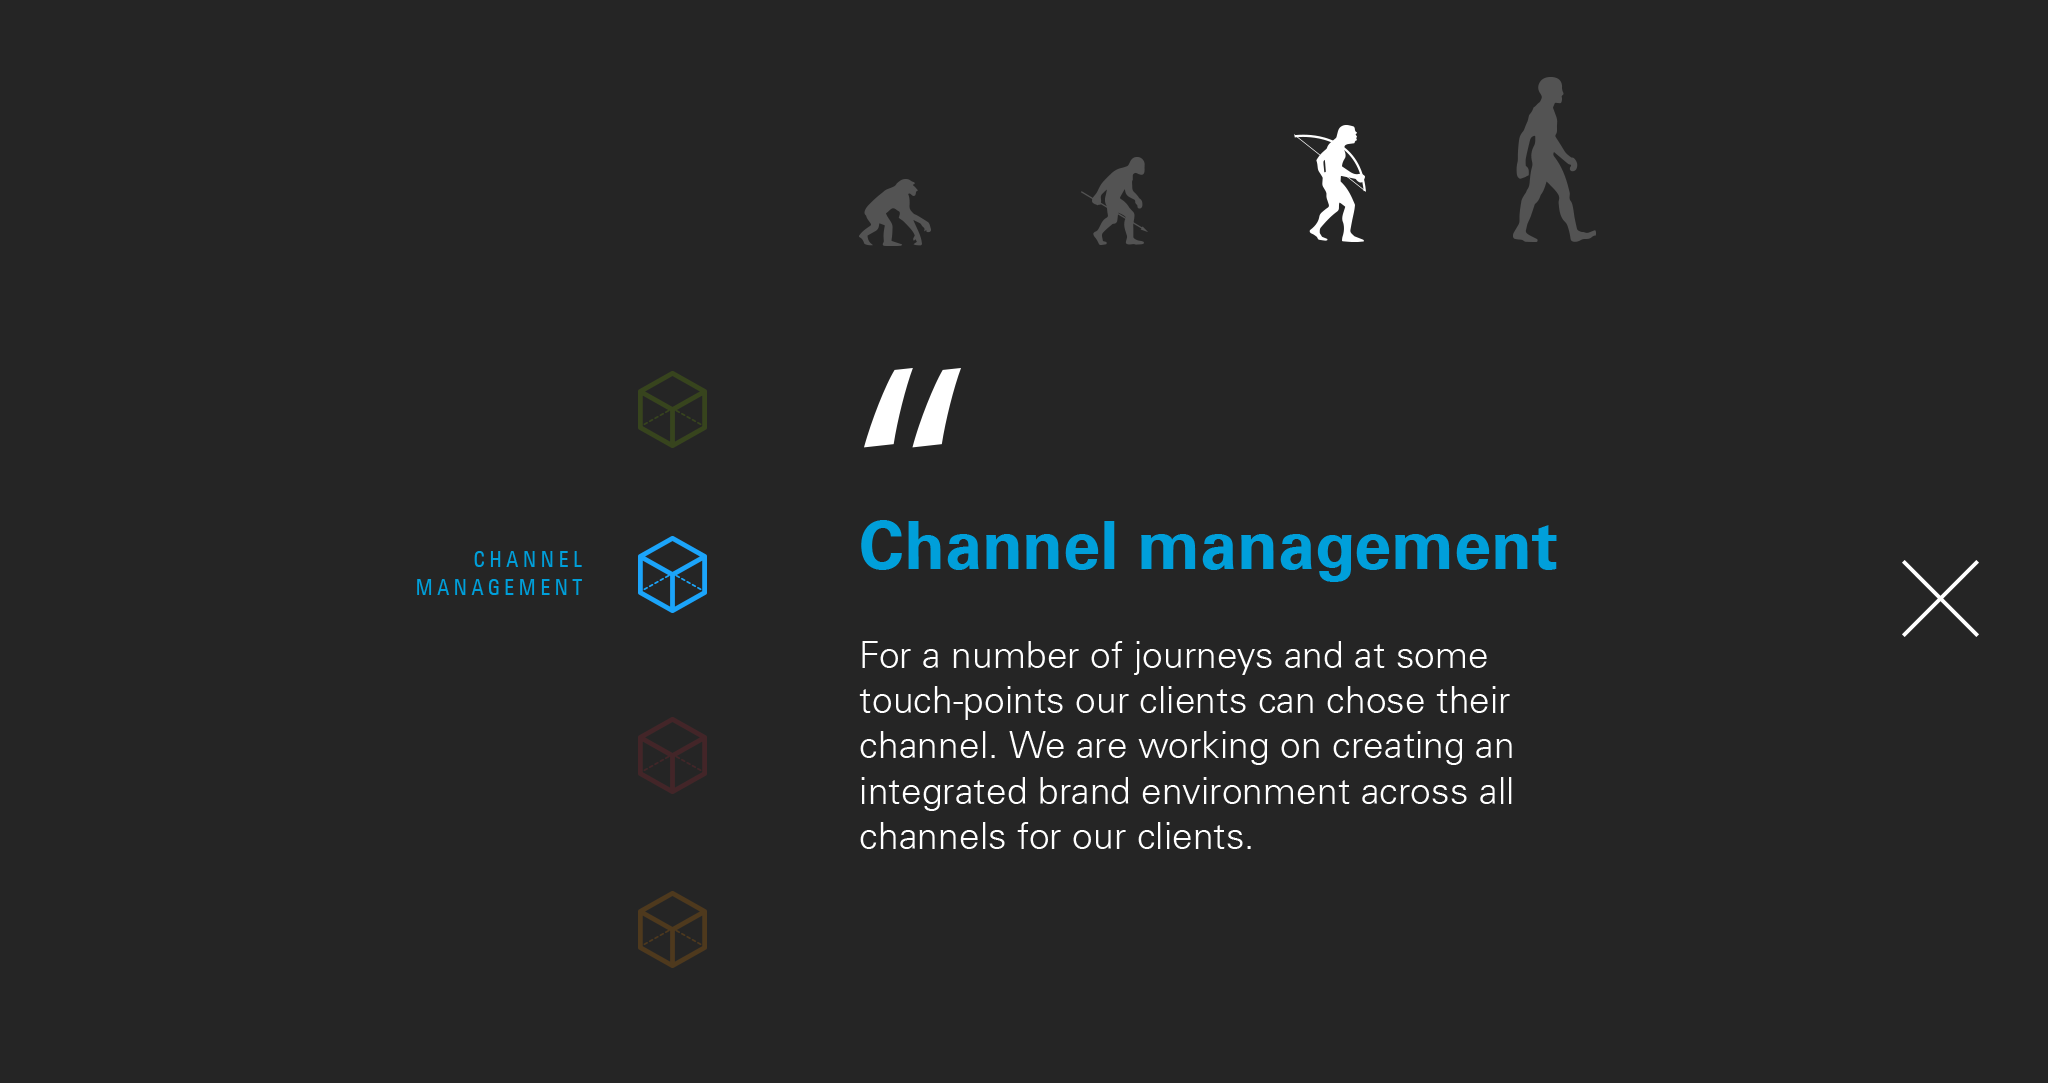 “
CHANNEL
MANAGEMENT
Channel management
For a number of journeys and at some
touch-points our clients can chose their
channel. We are working on creating an
integrated brand environment across all
channels for our clients.